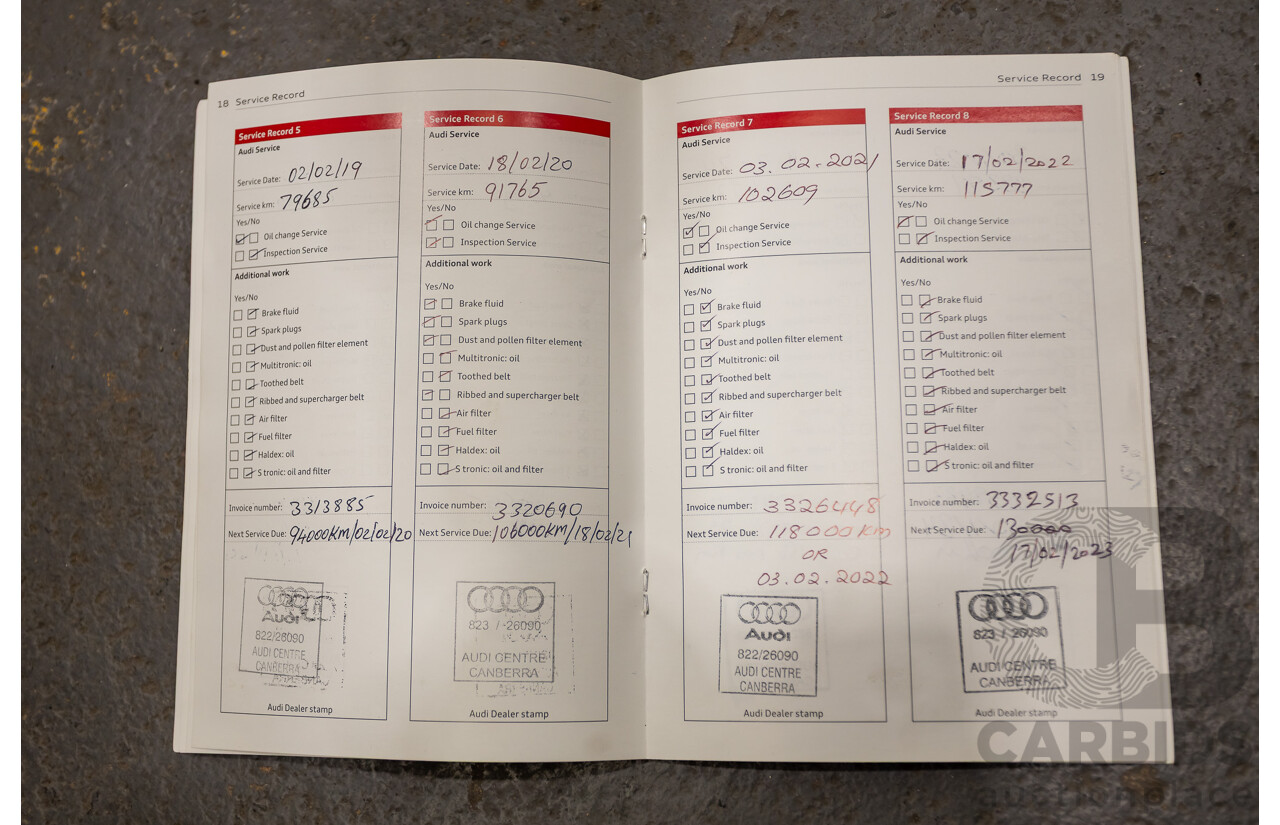 18 Service Record
Service Record 5
Audi Service
Service Date: 02/02/19
Service km: 79685
Yes/No
Oil change Service
Inspection Service
Additional work
Yes/No
Brake fluid
Spark plugs
Dust and pollen filter element
Multitronic: oil
Toothed belt
Ribbed and supercharger belt
Air filter
Fuel filter
Haldex: oil
S tronic: oil and filter
Invoice number: 3313885
Next Service Due: 94000KM/02/02/20
Audi
822/26090
AUDI CENTRE
CANBERRA
Audi Dealer stamp
Service Record 6
Audi Service
Service Date: 18/02/20
Service km: 91765
Yes/No
Oil change Service
Inspection Service
Additional work
Yes/No
Brake fluid
Spark plugs
Dust and pollen filter element
Multitronic: oil
Toothed belt
Ribbed and supercharger belt
Air filter
Fuel filter
Haldex: oil
S tronic: oil and filter
Invoice number: 3320690
Next Service Due: 106000KM/18/02/21
823 / -26090
AUDI CENTRE
CANBERRA
Audi Dealer stamp
Service Record 19
Service Record 7
Audi Service
Service Date: 03.02.2021
Service km: 102609
Yes/No
Oil change Service
Inspection Service
Additional work
Yes/No
Brake fluid
Spark plugs
Dust and pollen filter element
Multitronic: oil
Toothed belt
Ribbed and supercharger belt
Air filter
Fuel filter
Haldex: oil
S tronic: oil and filter
Invoice number: 3326448
Next Service Due: 118000KM
OR
03.02.2022
Audi
822/26090
AUDI CENTRE
CANBERRA
Audi Dealer stamp
Service Record 8
Audi Service
Service Date: 17/02/2022
Service km: 115777
Yes/No
Oil change Service
Inspection Service
Additional work
Yes/No
Brake fluid
Spark plugs
Dust and pollen filter element
Multitronic: oil
Toothed belt
Ribbed and supercharger belt
Air filter
Fuel filter
Haldex: oil
S tronic: oil and filter
Invoice number: 3332513
Next Service Due: 130000
17/02/2023
823 / 26090
AUDI CENTRE
CANBERRA
Audi Dealer stamp